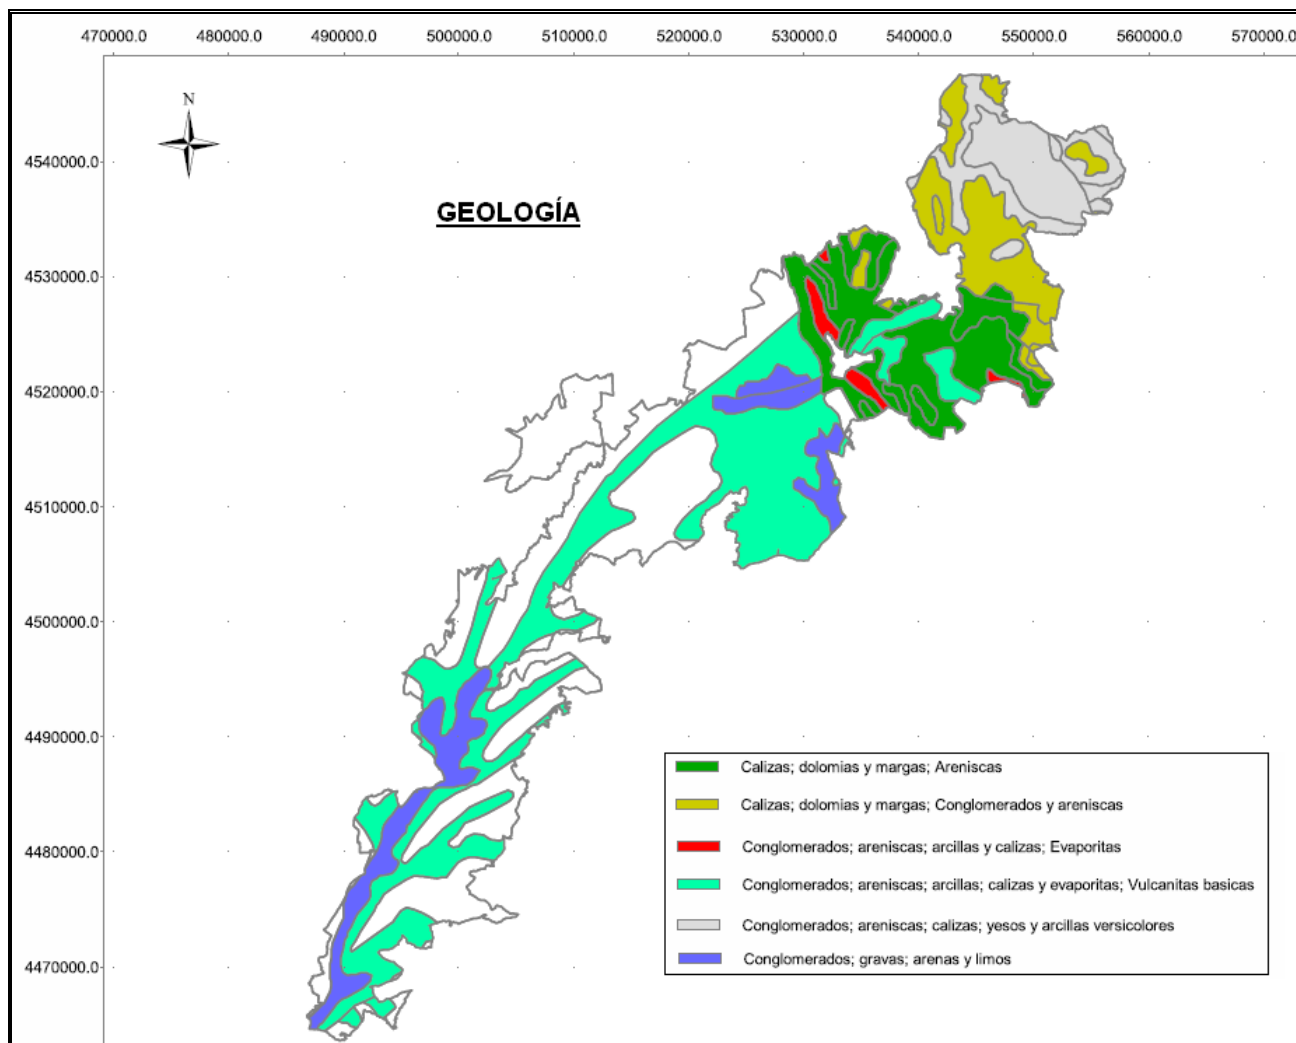 470000.0 480000.0 490000.0 500000.0 510000.0 520000.0 530000.0 540000.0 550000.0 560000.0 570000.0
N
4540000.0
GEOLOGÍA
4530000.0
4520000.0
4510000.0
4500000.0
4490000.0
4480000.0
4470000.0
Calizas; dolomias y margas; Areniscas
Calizas; dolomias y margas; Conglomerados y areniscas
Conglomerados; areniscas; arcillas y calizas; Evaporitas
Conglomerados; areniscas; arcillas; calizas y evaporitas; Vulcanitas basicas
Conglomerados; areniscas; calizas; yesos y arcillas versicolores
Conglomerados; gravas; arenas y limos